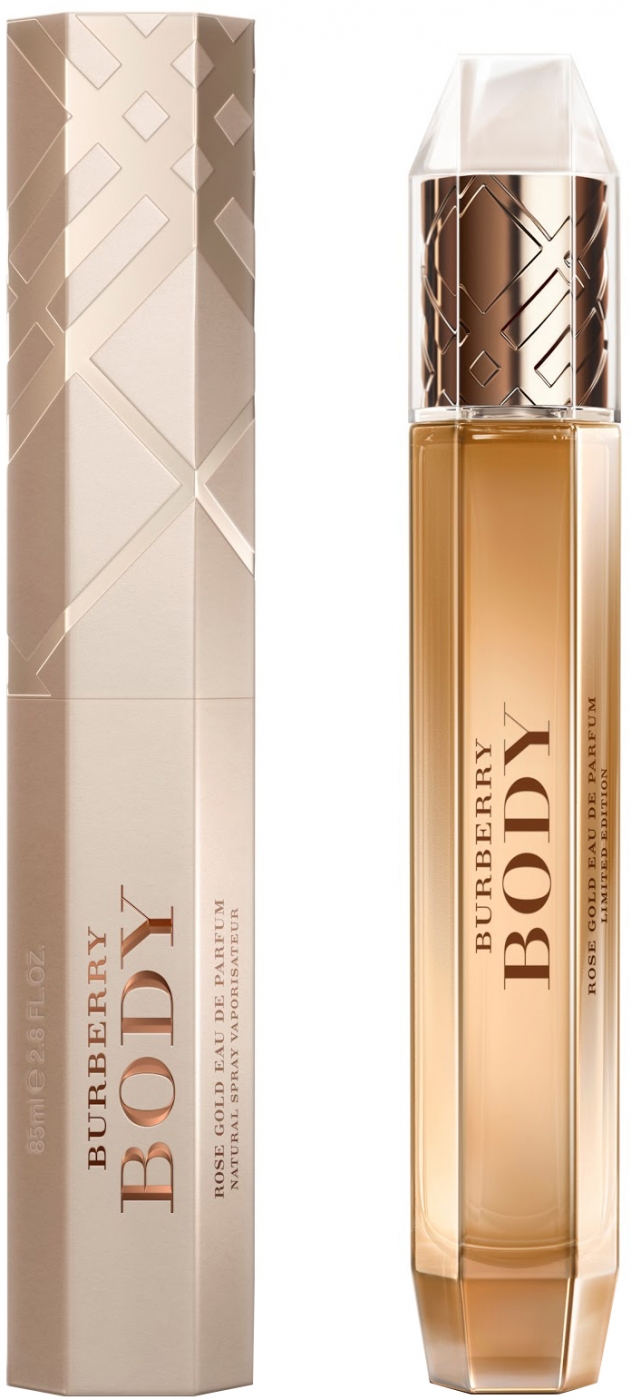 85ml e 2.8 FL.OZ.
BURBERRY
BODY
ROSE GOLD EAU DE PARFUM
NATURAL SPRAY VAPORISATEUR
BURBERRY
BODY
ROSE GOLD EAU DE PARFUM
LIMITED EDITION